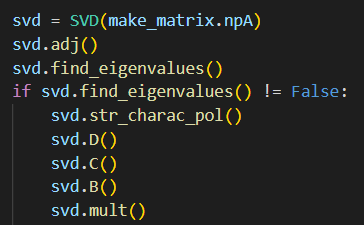 svd = SVD(make_matrix.npA)
svd.adj()
svd.find_eigenvalues()
if svd.find_eigenvalues() != False:
    svd.str_charac_pol()
    svd.D()
    svd.C()
    svd.B()
    svd.mult()